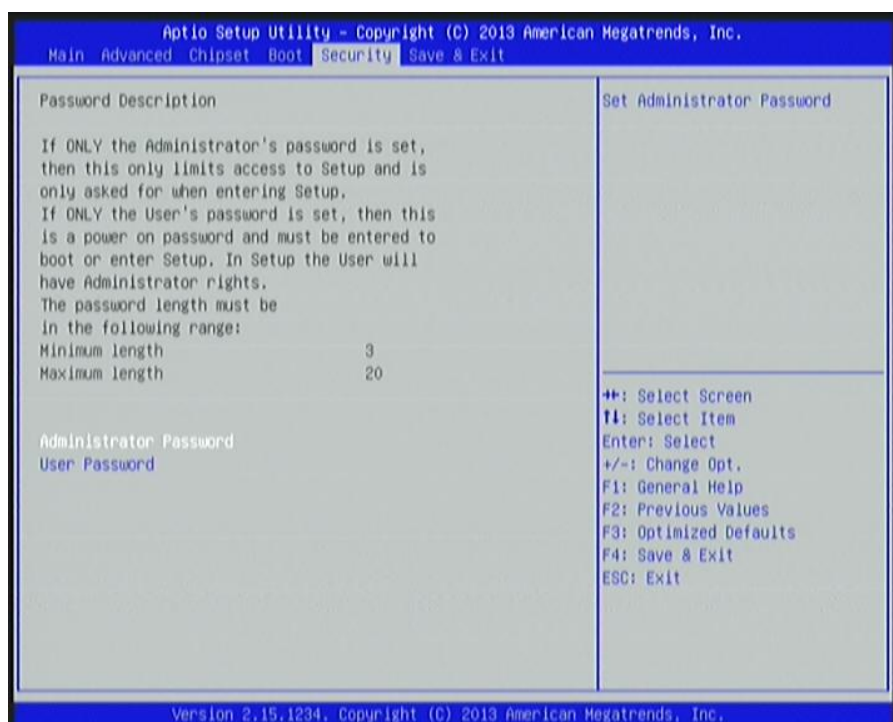 Aptio Setup Utility - Copyright (C) 2013 American Megatrends, Inc.
Main Advanced Chipset Boot Security Save & Exit
Password Description
If ONLY the Administrator's password is set,
then this only limits access to Setup and is
only asked for when entering Setup.
If ONLY the User's password is set, then this
is a power on password and must be entered to
boot or enter Setup. In Setup the User will
have Administrator rights.
The password length must be
in the following range:
Minimum length 3
Maximum length 20
Administrator Password
User Password
Set Administrator Password
→←: Select Screen
↑↓: Select Item
Enter: Select
+/-: Change Opt.
F1: General Help
F2: Previous Values
F3: Optimized Defaults
F4: Save & Exit
ESC: Exit
Version 2.15.1234. Copyright (C) 2013 American Megatrends, Inc.